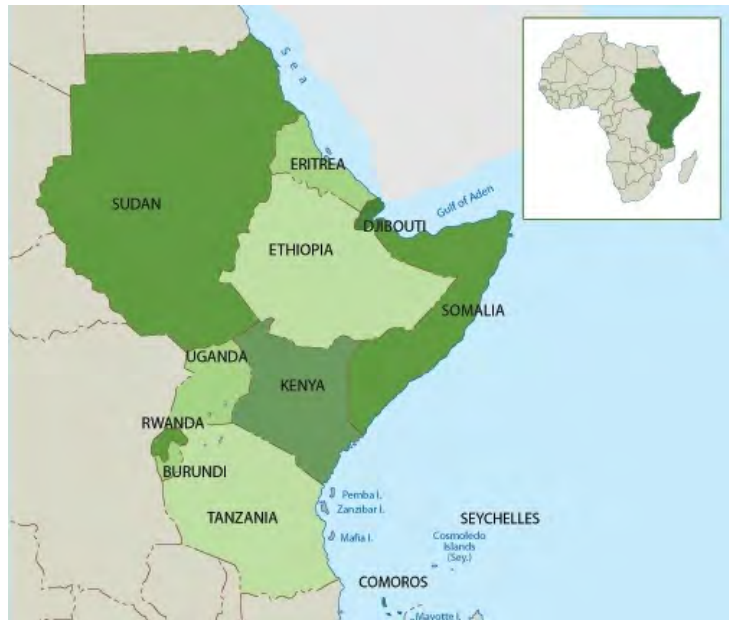 Sea
ERITREA
SUDAN
Gulf of Aden
DJIBOUTI
ETHIOPIA
SOMALIA
UGANDA
KENYA
RWANDA
BURUNDI
Pemba I.
Zanzibar I.
TANZANIA
SEYCHELLES
Mafia I.
Cosmoledo
Islands
(Sey.)
COMOROS
Mayotte I.